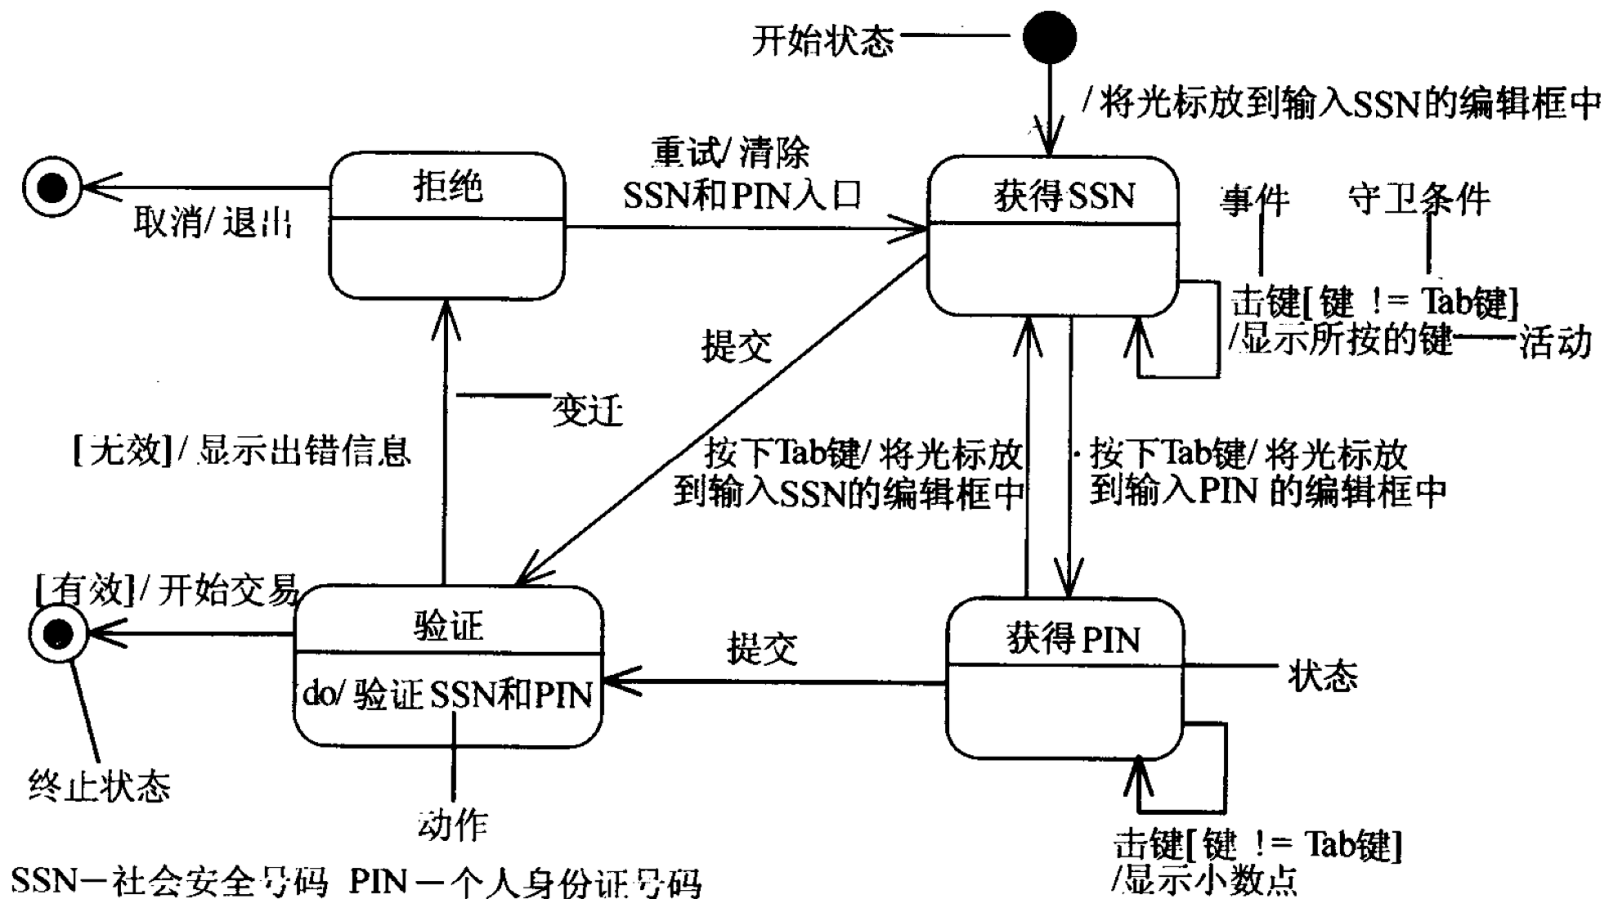 开始状态
/将光标放到输入SSN的编辑框中
重试/清除
SSN和PIN入口
拒绝
获得SSN
事件
守卫条件
取消/退出
击键[键 != Tab键]
/显示所按的键
活动
提交
变迁
[无效]/显示出错信息
按下Tab键/将光标放
到输入SSN的编辑框中
按下Tab键/将光标放
到输入PIN 的编辑框中
[有效]/开始交易
验证
do/验证SSN和PIN
提交
获得PIN
状态
终止状态
动作
击键[键 != Tab键]
/显示小数点
SSN—社会安全号码 PIN—个人身份证号码